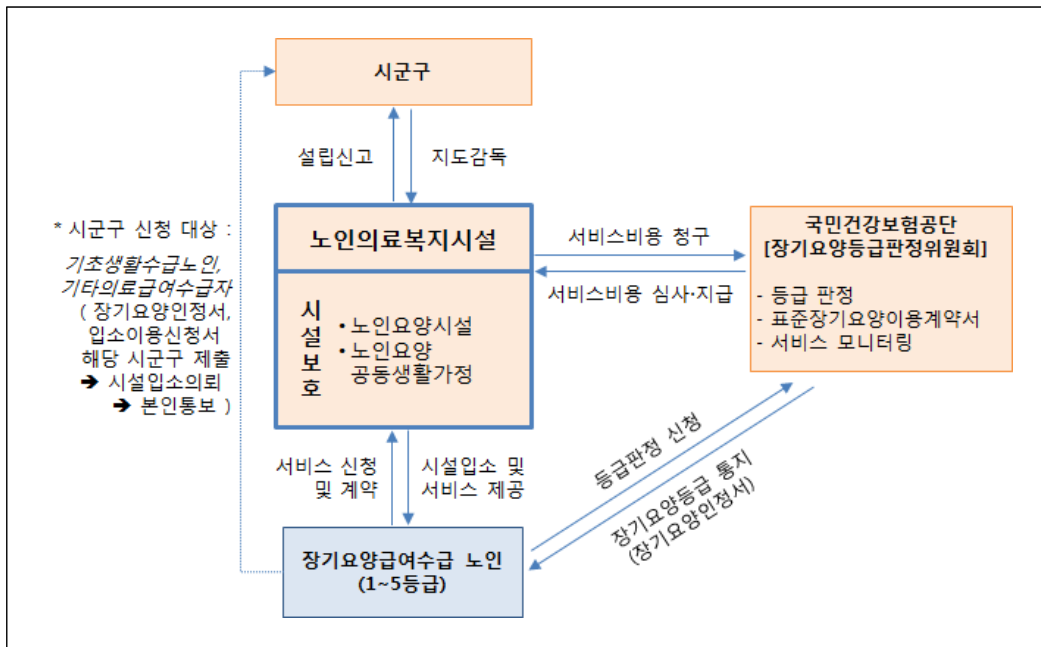 시군구
설립신고
지도감독
* 시군구 신청 대상 :
기초생활수급노인,
기타의료급여수급자
( 장기요양인정서,
입소이용신청서
해당 시군구 제출
➔ 시설입소의뢰
➔ 본인통보 )
노인의료복지시설
시설보호
• 노인요양시설
• 노인요양
공동생활가정
서비스비용 청구
서비스비용 심사·지급
국민건강보험공단
[장기요양등급판정위원회]
- 등급 판정
- 표준장기요양이용계약서
- 서비스 모니터링
서비스 신청
및 계약
시설입소 및
서비스 제공
등급판정 신청
장기요양등급 통지
(장기요양인정서)
장기요양급여수급 노인
(1~5등급)